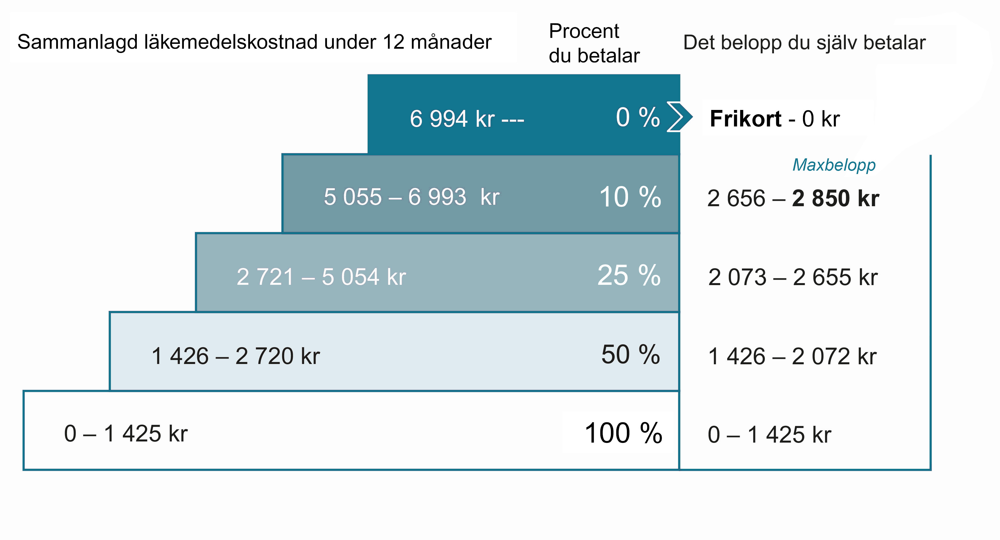 Sammanlagd läkemedelskostnad under 12 månader
Procent
du betalar
Det belopp du själv betalar
6 994 kr --- 0 % Frikort - 0 kr
Maxbelopp
5 055 – 6 993 kr 10 % 2 656 – 2 850 kr
2 721 – 5 054 kr 25 % 2 073 – 2 655 kr
1 426 – 2 720 kr 50 % 1 426 – 2 072 kr
0 – 1 425 kr 100 % 0 – 1 425 kr